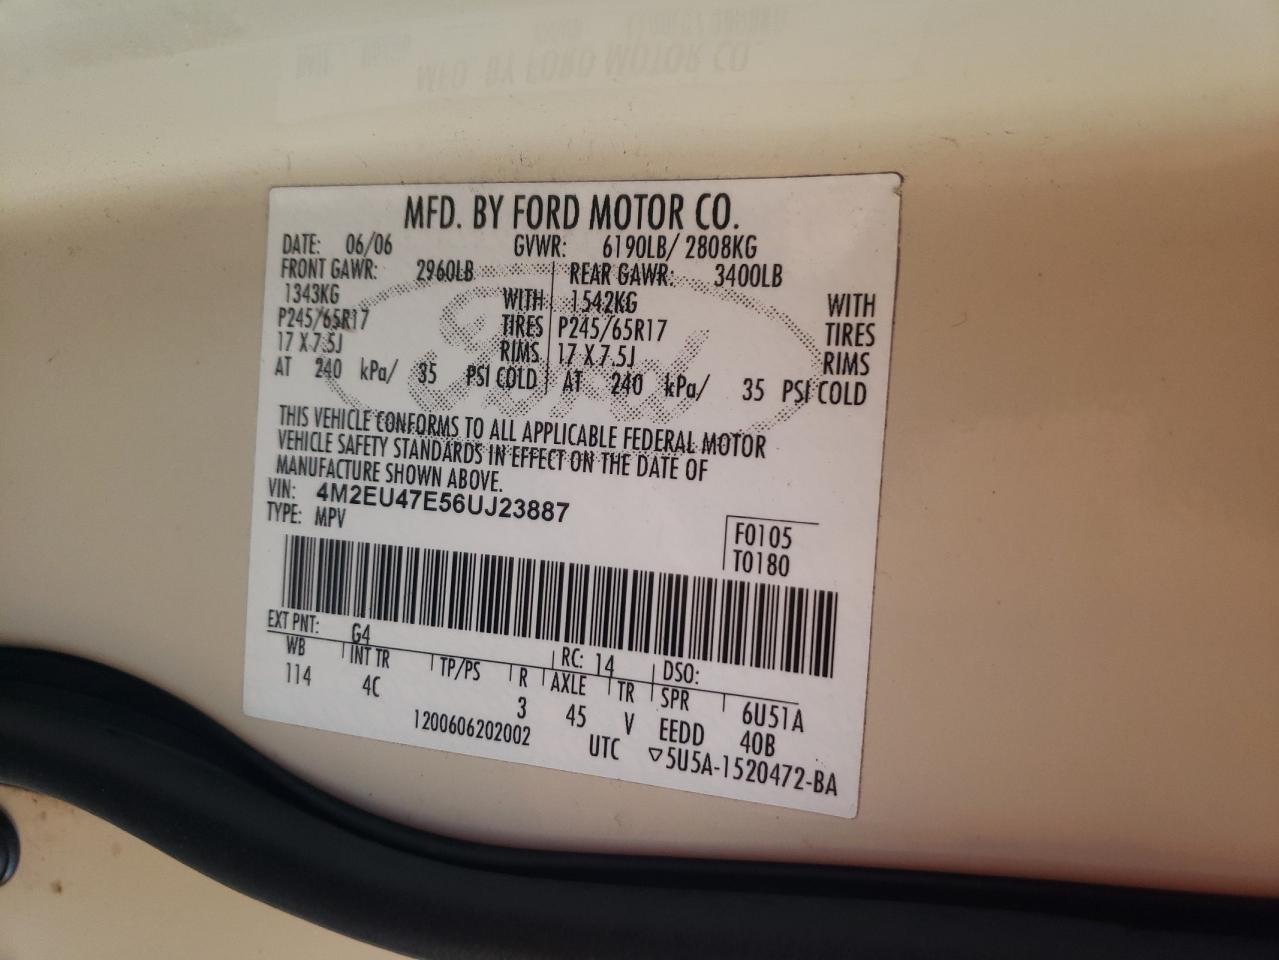 MFD. BY FORD MOTOR CO.
DATE: 06/06 GVWR: 6190LB/ 2808KG
FRONT GAWR: 2960LB REAR GAWR: 3400LB
1343KG WITH 1542KG WITH
P245/65R17 TIRES P245/65R17 TIRES
17 X 7.5J RIMS 17 X 7.5J RIMS
AT 240 kPa/ 35 PSI COLD AT 240 kPa/ 35 PSI COLD
THIS VEHICLE CONFORMS TO ALL APPLICABLE FEDERAL MOTOR
VEHICLE SAFETY STANDARDS IN EFFECT ON THE DATE OF
MANUFACTURE SHOWN ABOVE.
VIN: 4M2EU47E56UJ23887
TYPE: MPV
F0105
T0180
EXT PNT: G4 RC: 14 DSO:
WB INT TR TP/PS R AXLE TR SPR 6U51A
114 4C 3 45 V EEDD 40B
1200606202002 UTC ▽5U5A-1520472-BA
Ford